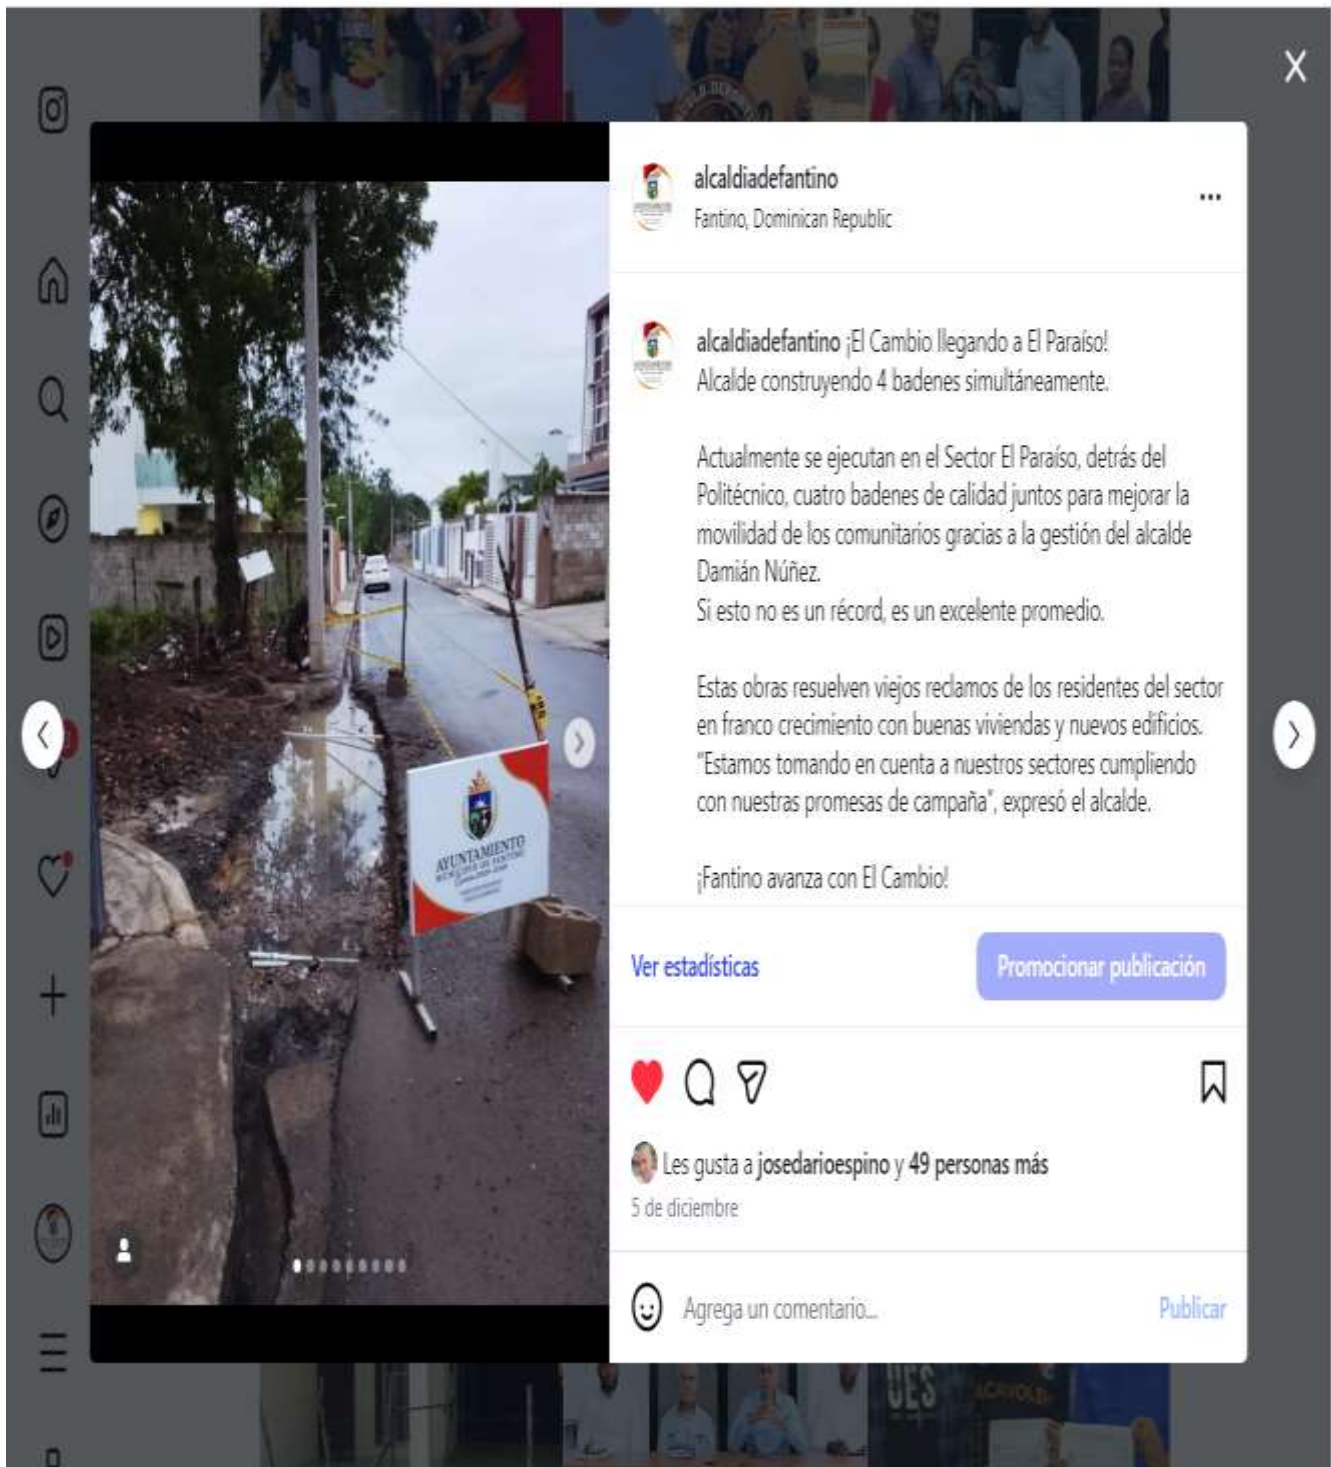 alcaldiadefantino
Fantino, Dominican Republic
alcaldiadefantino ¡El Cambio llegando a El Paraíso!
Alcalde construyendo 4 badenes simultáneamente.
Actualmente se ejecutan en el Sector El Paraíso, detrás del
Politécnico, cuatro badenes de calidad juntos para mejorar la
movilidad de los comunitarios gracias a la gestión del alcalde
Damián Núñez.
Si esto no es un récord, es un excelente promedio.
Estas obras resuelven viejos reclamos de los residentes del sector
en franco crecimiento con buenas viviendas y nuevos edificios.
"Estamos tomando en cuenta a nuestros sectores cumpliendo
con nuestras promesas de campaña", expresó el alcalde.
¡Fantino avanza con El Cambio!
Ver estadísticas
Promocionar publicación
Les gusta a josedarioespino y 49 personas más
5 de diciembre
Agrega un comentario...
Publicar
AYUNTAMIENTO
MUNICIPIO DE FANTINO